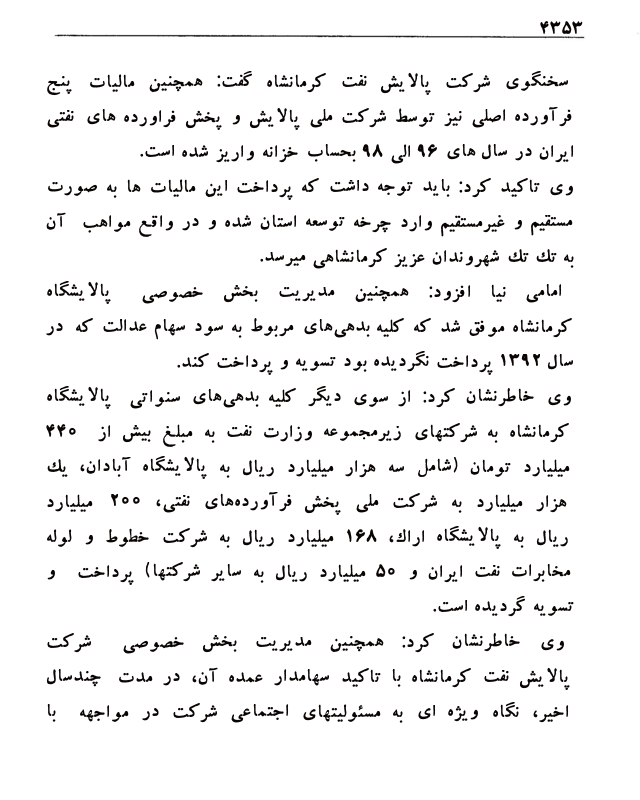 ۴۳۵۳
سخنگوی شرکت پالایش نفت کرمانشاه گفت: همچنین مالیات پنج
فرآورده اصلی نیز توسط شرکت ملی پالایش و پخش فراورده های نفتی
ایران در سال های ۹۶ الی ۹۸ بحساب خزانه واریز شده است.
وی تاکید کرد: باید توجه داشت که پرداخت این مالیات ها به صورت
مستقیم و غیرمستقیم وارد چرخه توسعه استان شده و در واقع مواهب آن
به تك تك شهروندان عزیز کرمانشاهی میرسد.
امامی نیا افزود: همچنین مدیریت بخش خصوصی پالایشگاه
کرمانشاه موفق شد که کلیه بدهی‌های مربوط به سود سهام عدالت که در
سال ۱۳۹۲ پرداخت نگردیده بود تسویه و پرداخت کند.
وی خاطرنشان کرد: از سوی دیگر کلیه بدهی‌های سنواتی پالایشگاه
کرمانشاه به شرکتهای زیرمجموعه وزارت نفت به مبلغ بیش از ۴۴۰
میلیارد تومان (شامل سه هزار میلیارد ریال به پالایشگاه آبادان، يك
هزار میلیارد به شرکت ملی پخش فرآورده‌های نفتی، ۲۰۰ میلیارد
ریال به پالایشگاه اراك، ۱۶۸ میلیارد ریال به شرکت خطوط و لوله
مخابرات نفت ایران و ۵۰ میلیارد ریال به سایر شرکتها) پرداخت و
تسویه گردیده است.
وی خاطرنشان کرد: همچنین مدیریت بخش خصوصی شرکت
پالایش نفت کرمانشاه با تاکید سهامدار عمده آن، در مدت چندسال
اخیر، نگاه ویژه ای به مسئولیتهای اجتماعی شرکت در مواجهه با